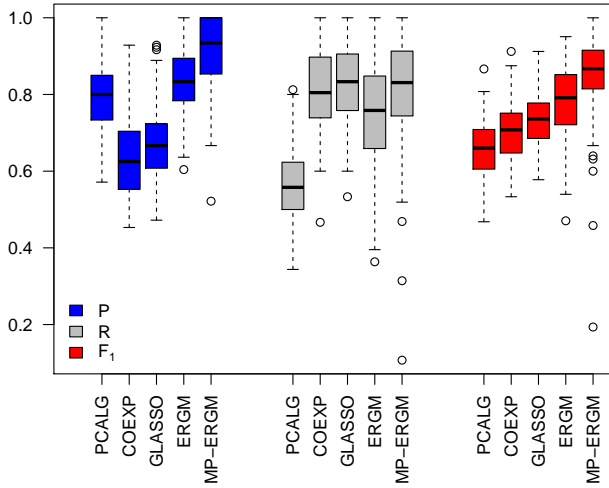 1.0
0.8
0.6
0.4
0.2
P
R
F1
PCALG
COEXP
GLASSO
ERGM
MP−ERGM
PCALG
COEXP
GLASSO
ERGM
MP−ERGM
PCALG
COEXP
GLASSO
ERGM
MP−ERGM